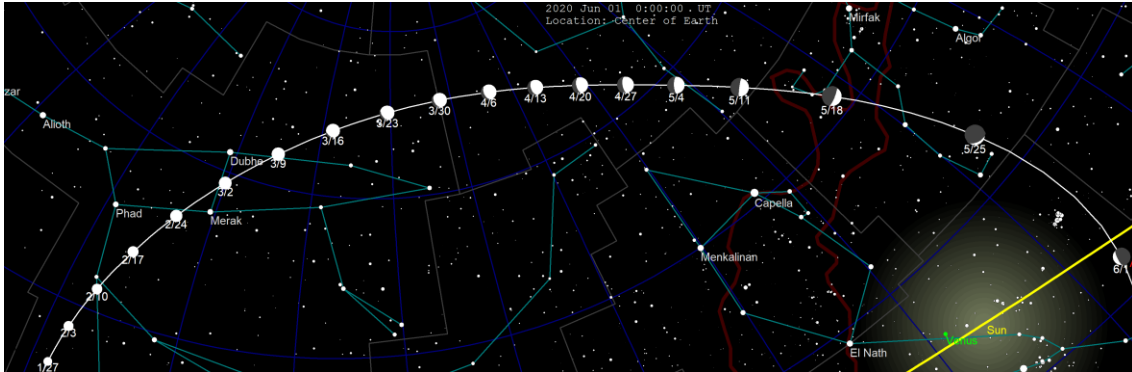 2020 Jun 01  0:00:00  UT
Location: Center of Earth
Mirfak
Algol
zar
Alioth
4/6
4/13
4/20
4/27
5/4
5/11
5/18
3/30
3/23
3/16
5/25
Dubhe
3/9
3/2
Capella
Phad
Merak
2/24
Menkalinan
2/17
6/1
2/10
2/3
Sun
Venus
El Nath
1/27